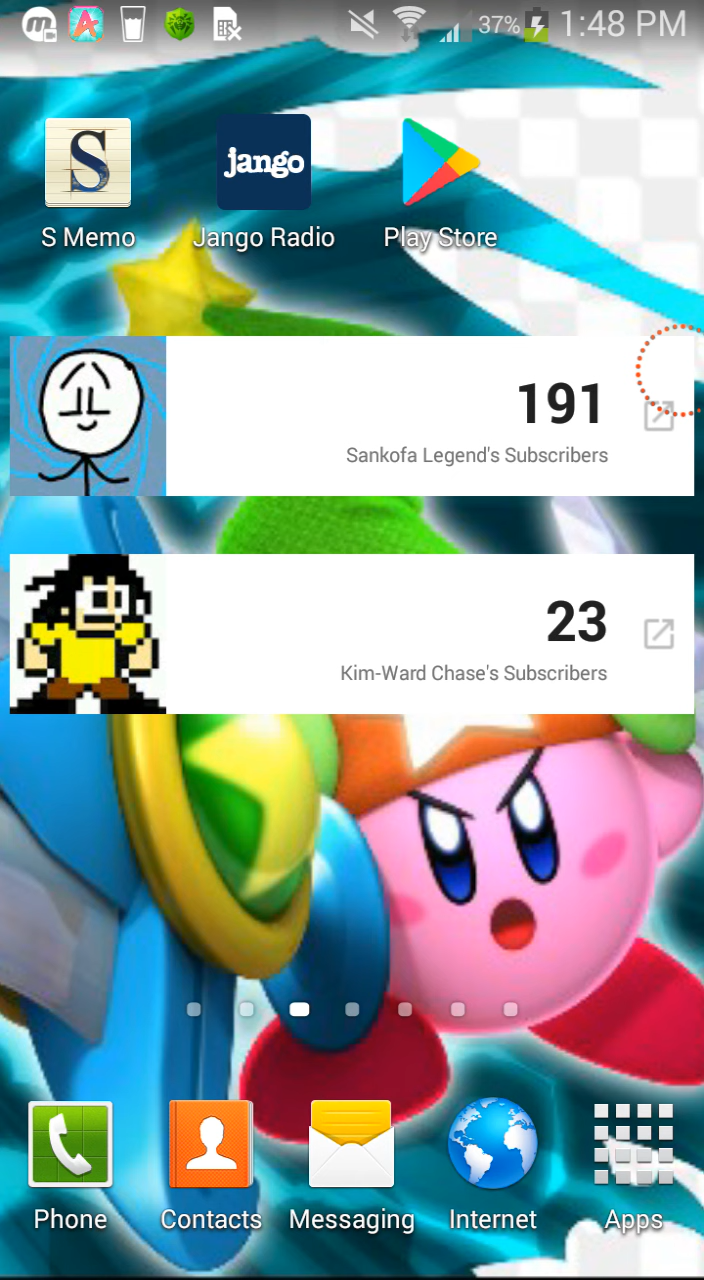 37% 1:48 PM
S
jango
S Memo Jango Radio Play Store
191
Sankofa Legend's Subscribers
23
Kim-Ward Chase's Subscribers
Phone Contacts Messaging Internet Apps